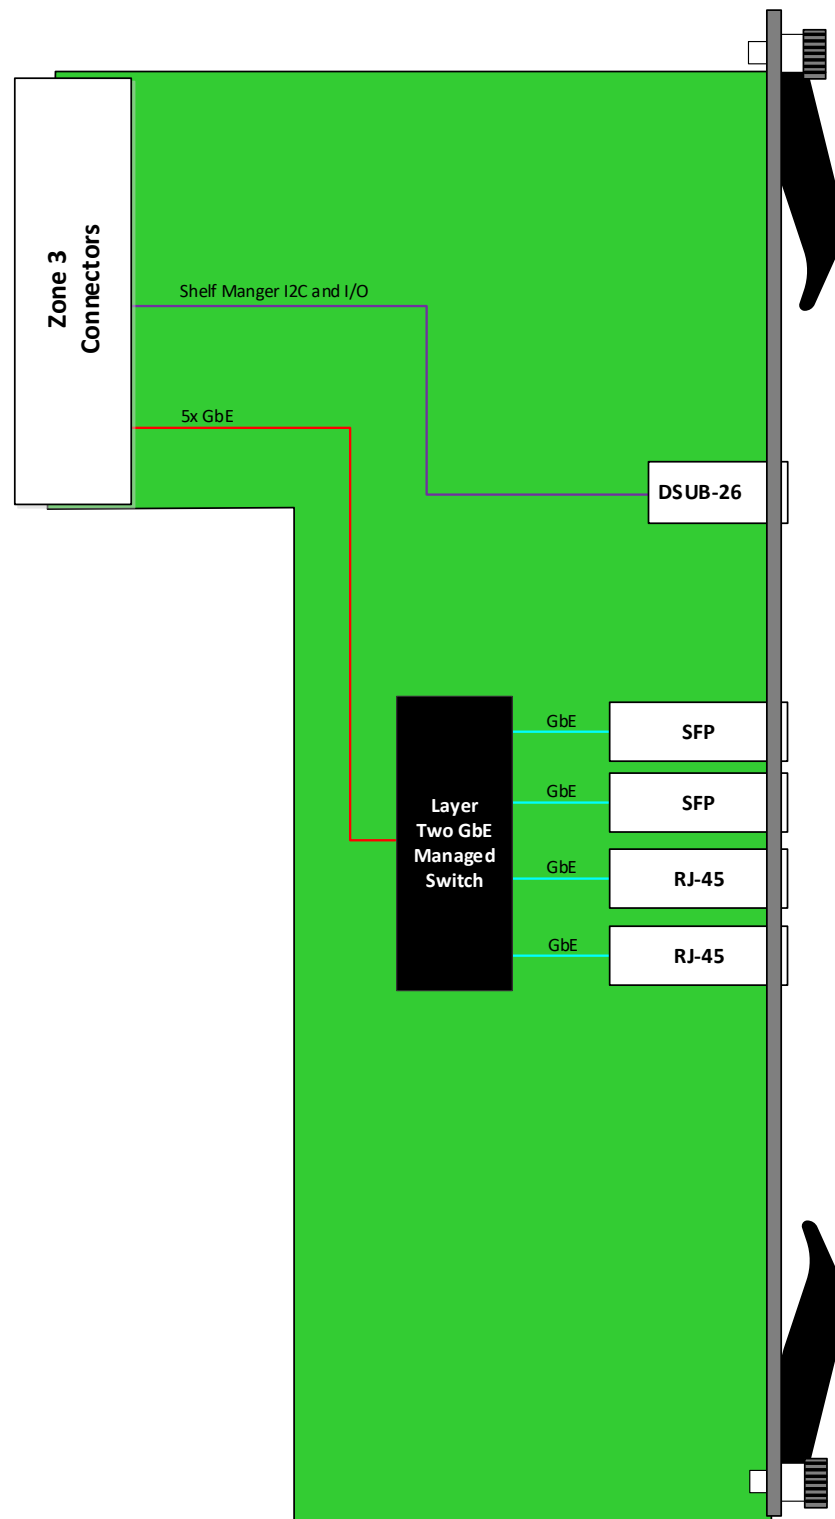 Zone 3
Connectors
Shelf Manger I2C and I/O
5x GbE
DSUB-26
Layer
Two GbE
Managed
Switch
GbE
SFP
GbE
SFP
GbE
RJ-45
GbE
RJ-45